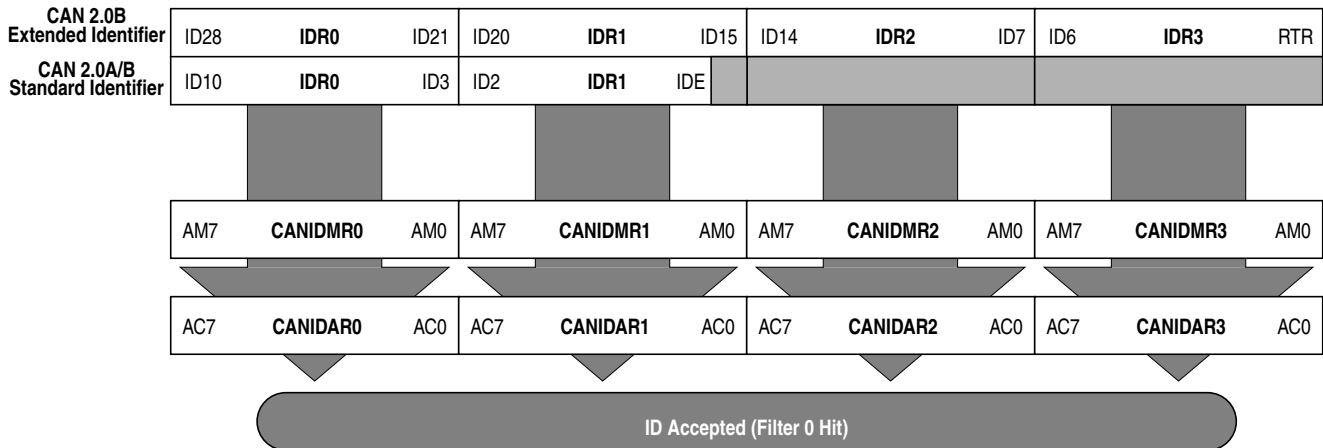 CAN 2.0B
Extended Identifier
ID28 IDR0 ID21 ID20 IDR1 ID15 ID14 IDR2 ID7 ID6 IDR3 RTR
CAN 2.0A/B
Standard Identifier
ID10 IDR0 ID3 ID2 IDR1 IDE
AM7 CANIDMR0 AM0 AM7 CANIDMR1 AM0 AM7 CANIDMR2 AM0 AM7 CANIDMR3 AM0
AC7 CANIDAR0 AC0 AC7 CANIDAR1 AC0 AC7 CANIDAR2 AC0 AC7 CANIDAR3 AC0
ID Accepted (Filter 0 Hit)